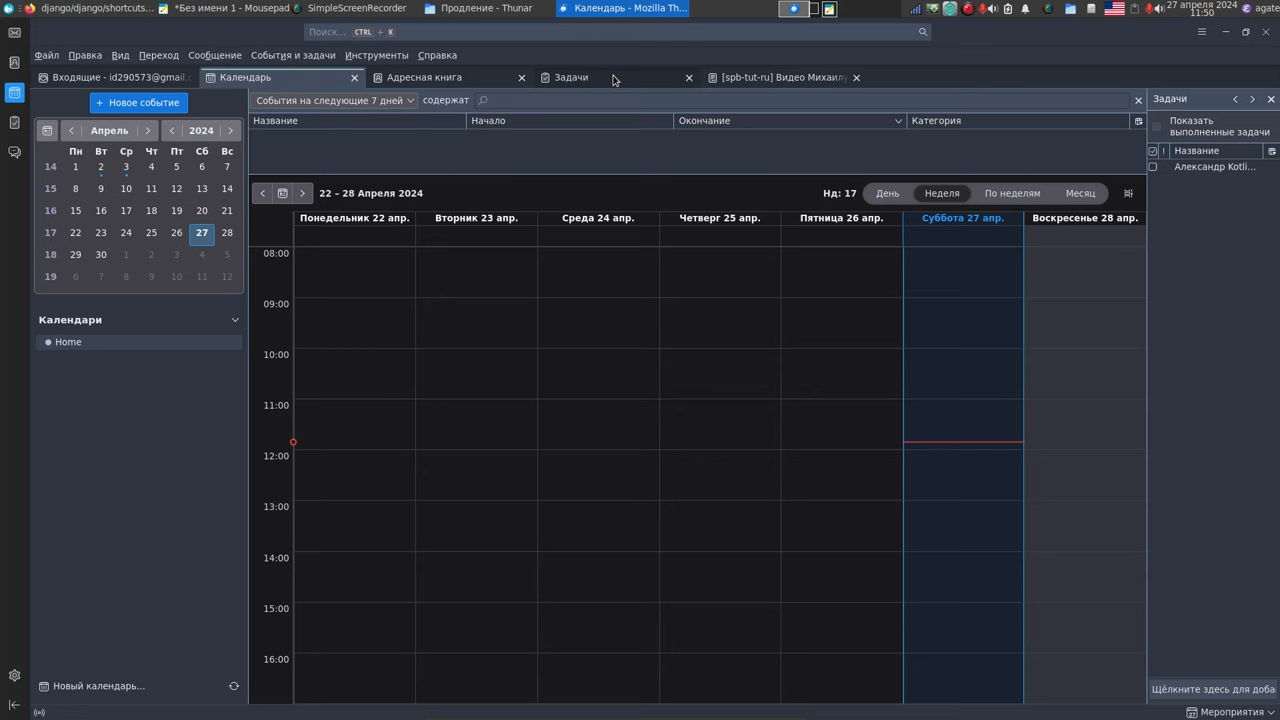 django/django/shortcuts...
*Без имени 1 - Mousepad
SimpleScreenRecorder
Продление - Thunar
Календарь - Mozilla Th...
27 апреля 2024
11:50
agate
Поиск... CTRL + K
Файл Правка Вид Переход Сообщение События и задачи Инструменты Справка
Входящие - id290573@gmail.
Календарь
Адресная книга
Задачи
[spb-tut-ru] Видео Михаилу
+ Новое событие
Апрель 2024
Пн Вт Ср Чт Пт Сб Вс
14 1 2 3 4 5 6 7
15 8 9 10 11 12 13 14
16 15 16 17 18 19 20 21
17 22 23 24 25 26 27 28
18 29 30 1 2 3 4 5
19 6 7 8 9 10 11 12
Календари
Home
Новый календарь...
События на следующие 7 дней содержат
Название Начало Окончание Категория
22 – 28 Апреля 2024
Нд: 17 День Неделя По неделям Месяц
Понедельник 22 апр. Вторник 23 апр. Среда 24 апр. Четверг 25 апр. Пятница 26 апр. Суббота 27 апр. Воскресенье 28 апр.
08:00
09:00
10:00
11:00
12:00
13:00
14:00
15:00
16:00
Задачи
Показать
выполненные задачи
! Название
Александр Kotli...
Щёлкните здесь для доба
27 Мероприятия